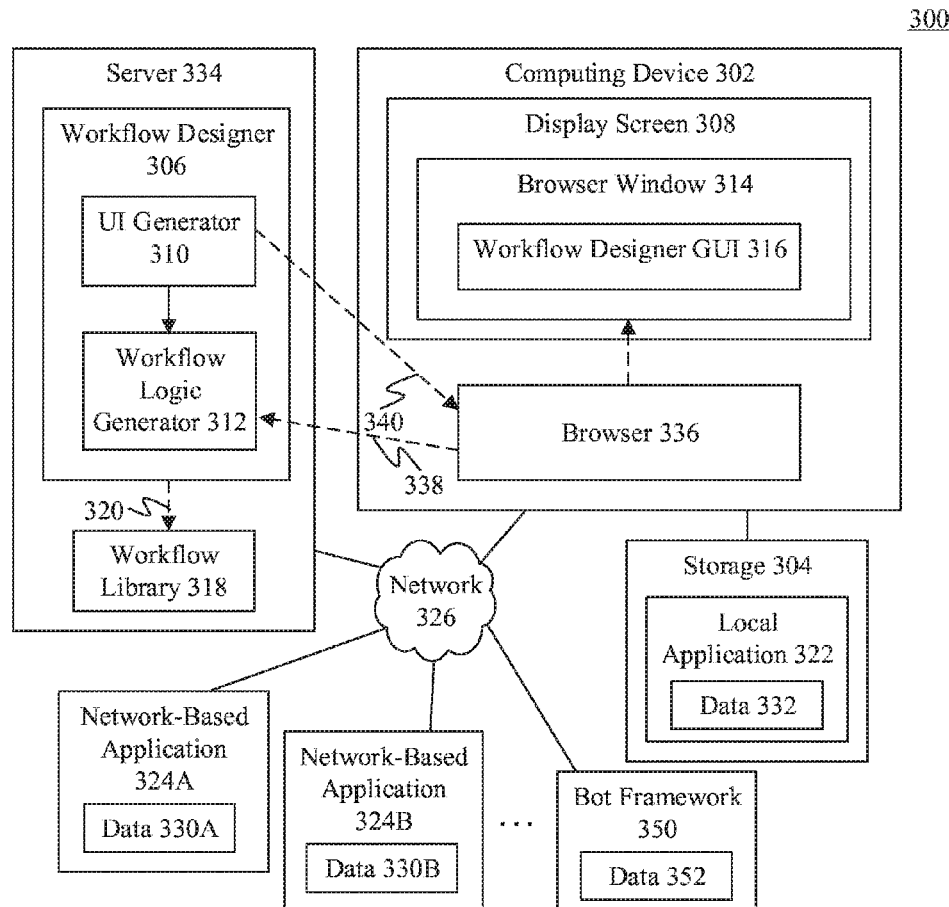 300
Server 334
Workflow Designer
306
UI Generator
310
Workflow
Logic
Generator 312
320
Workflow
Library 318
Computing Device 302
Display Screen 308
Browser Window 314
Workflow Designer GUI 316
340
338
Browser 336
Network
326
Storage 304
Local
Application 322
Data 332
Network-Based
Application
324A
Data 330A
Network-Based
Application
324B
Data 330B
...
Bot Framework
350
Data 352